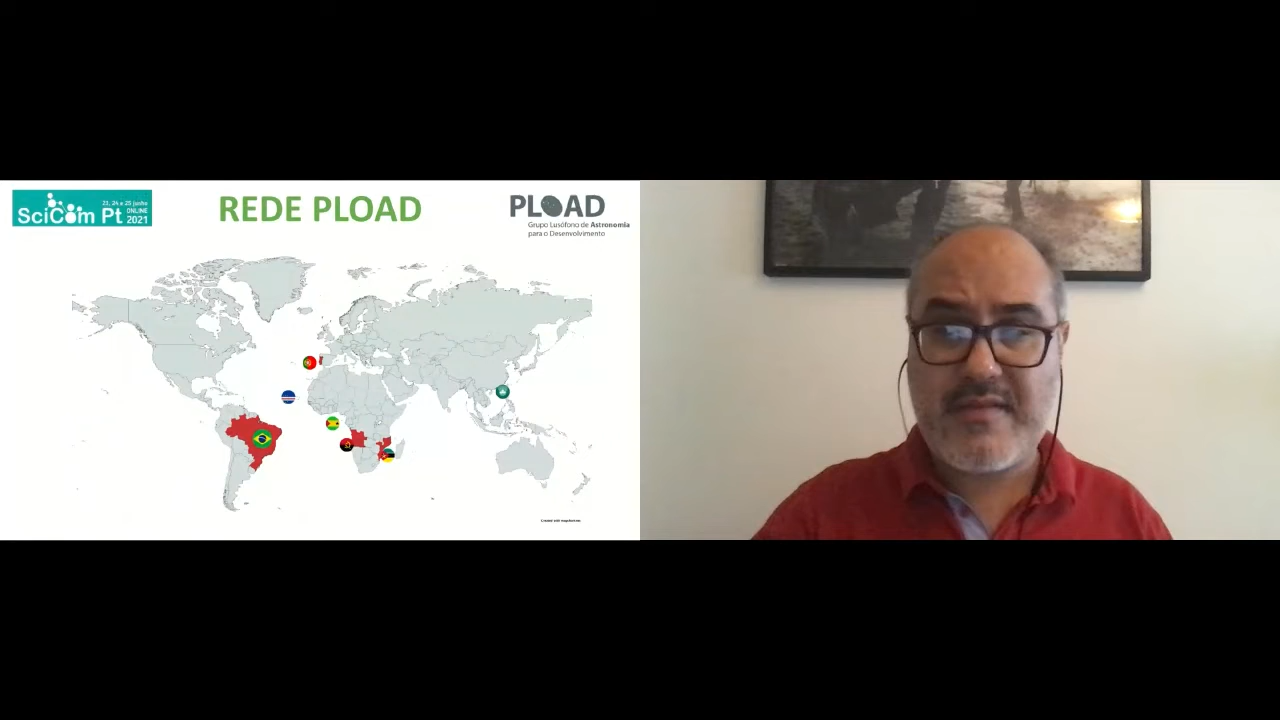 SciCom Pt
23, 24 e 25 junho
ONLINE
2021
REDE PLOAD
PLOAD
Grupo Lusófono de Astronomia
para o Desenvolvimento